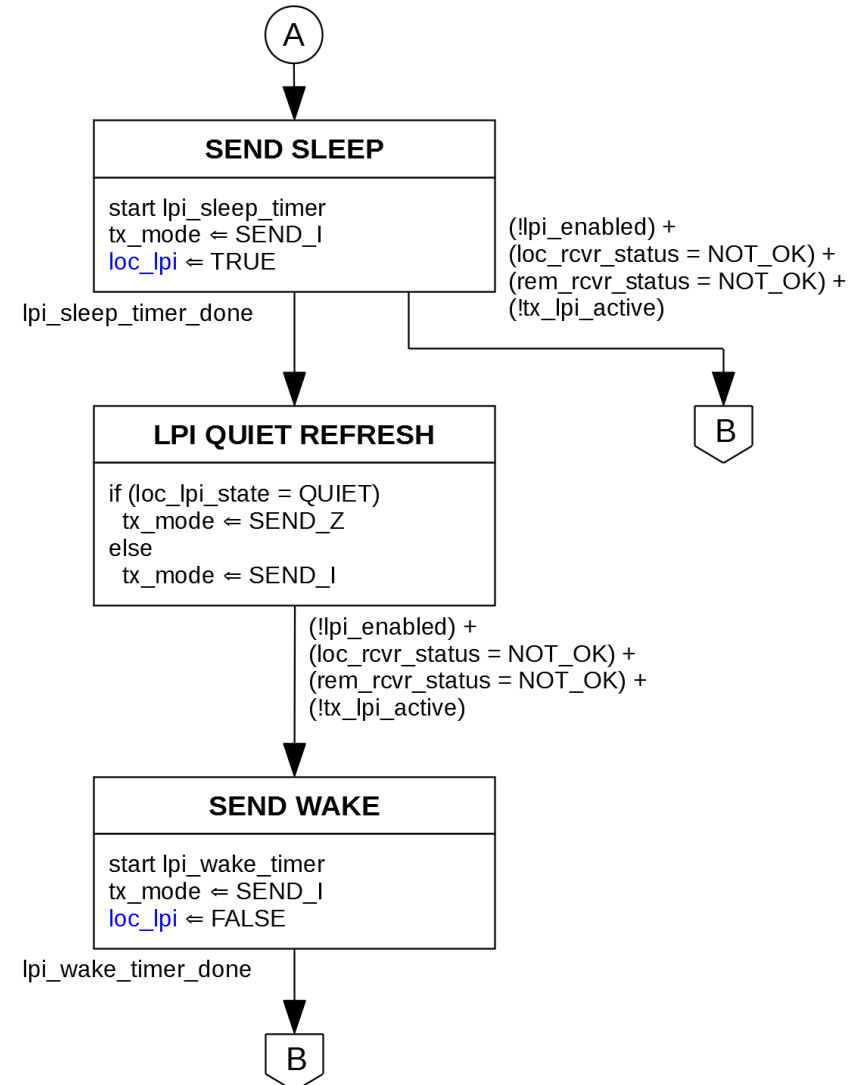 A
SEND SLEEP
start lpi_sleep_timer
tx_mode ⇐ SEND_I
loc_lpi ⇐ TRUE
(!lpi_enabled) +
(loc_rcvr_status = NOT_OK) +
(rem_rcvr_status = NOT_OK) +
(!tx_lpi_active)
lpi_sleep_timer_done
B
LPI QUIET REFRESH
if (loc_lpi_state = QUIET)
tx_mode ⇐ SEND_Z
else
tx_mode ⇐ SEND_I
(!lpi_enabled) +
(loc_rcvr_status = NOT_OK) +
(rem_rcvr_status = NOT_OK) +
(!tx_lpi_active)
SEND WAKE
start lpi_wake_timer
tx_mode ⇐ SEND_I
loc_lpi ⇐ FALSE
lpi_wake_timer_done
B